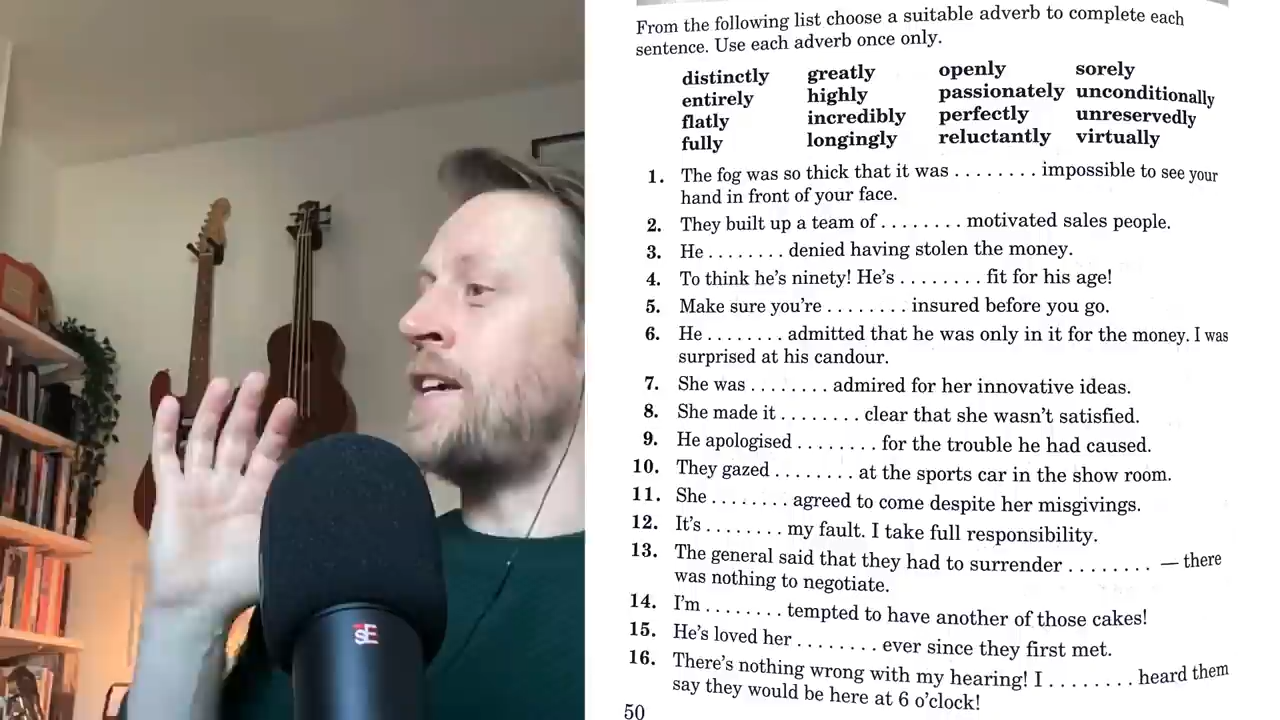 From the following list choose a suitable adverb to complete each
sentence. Use each adverb once only.
distinctly greatly openly sorely
entirely highly passionately unconditionally
flatly incredibly perfectly unreservedly
fully longingly reluctantly virtually
1. The fog was so thick that it was ........ impossible to see your
hand in front of your face.
2. They built up a team of ........ motivated sales people.
3. He ........ denied having stolen the money.
4. To think he's ninety! He's ........ fit for his age!
5. Make sure you're ........ insured before you go.
6. He ........ admitted that he was only in it for the money. I was
surprised at his candour.
7. She was ........ admired for her innovative ideas.
8. She made it ........ clear that she wasn't satisfied.
9. He apologised ........ for the trouble he had caused.
10. They gazed ........ at the sports car in the show room.
11. She ........ agreed to come despite her misgivings.
12. It's ........ my fault. I take full responsibility.
13. The general said that they had to surrender ........ — there
was nothing to negotiate.
14. I'm ........ tempted to have another of those cakes!
15. He's loved her ........ ever since they first met.
16. There's nothing wrong with my hearing! I ........ heard them
say they would be here at 6 o'clock!
50
sE